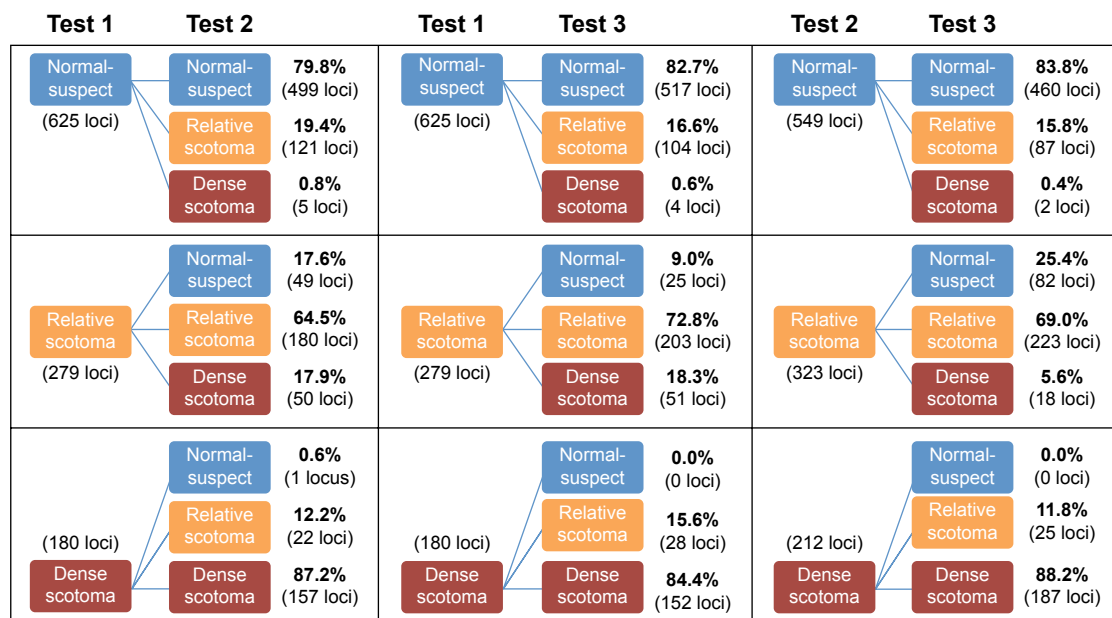 Test 1 Test 2 Test 1 Test 3 Test 2 Test 3
Normal-
suspect
(625 loci)
Normal-
suspect
79.8%
(499 loci)
Relative
scotoma
19.4%
(121 loci)
Dense
scotoma
0.8%
(5 loci)
Normal-
suspect
(625 loci)
Normal-
suspect
82.7%
(517 loci)
Relative
scotoma
16.6%
(104 loci)
Dense
scotoma
0.6%
(4 loci)
Normal-
suspect
(549 loci)
Normal-
suspect
83.8%
(460 loci)
Relative
scotoma
15.8%
(87 loci)
Dense
scotoma
0.4%
(2 loci)
Relative
scotoma
(279 loci)
Normal-
suspect
17.6%
(49 loci)
Relative
scotoma
64.5%
(180 loci)
Dense
scotoma
17.9%
(50 loci)
Relative
scotoma
(279 loci)
Normal-
suspect
9.0%
(25 loci)
Relative
scotoma
72.8%
(203 loci)
Dense
scotoma
18.3%
(51 loci)
Relative
scotoma
(323 loci)
Normal-
suspect
25.4%
(82 loci)
Relative
scotoma
69.0%
(223 loci)
Dense
scotoma
5.6%
(18 loci)
(180 loci)
Dense
scotoma
Normal-
suspect
0.6%
(1 locus)
Relative
scotoma
12.2%
(22 loci)
Dense
scotoma
87.2%
(157 loci)
(180 loci)
Dense
scotoma
Normal-
suspect
0.0%
(0 loci)
Relative
scotoma
15.6%
(28 loci)
Dense
scotoma
84.4%
(152 loci)
(212 loci)
Dense
scotoma
Normal-
suspect
0.0%
(0 loci)
Relative
scotoma
11.8%
(25 loci)
Dense
scotoma
88.2%
(187 loci)